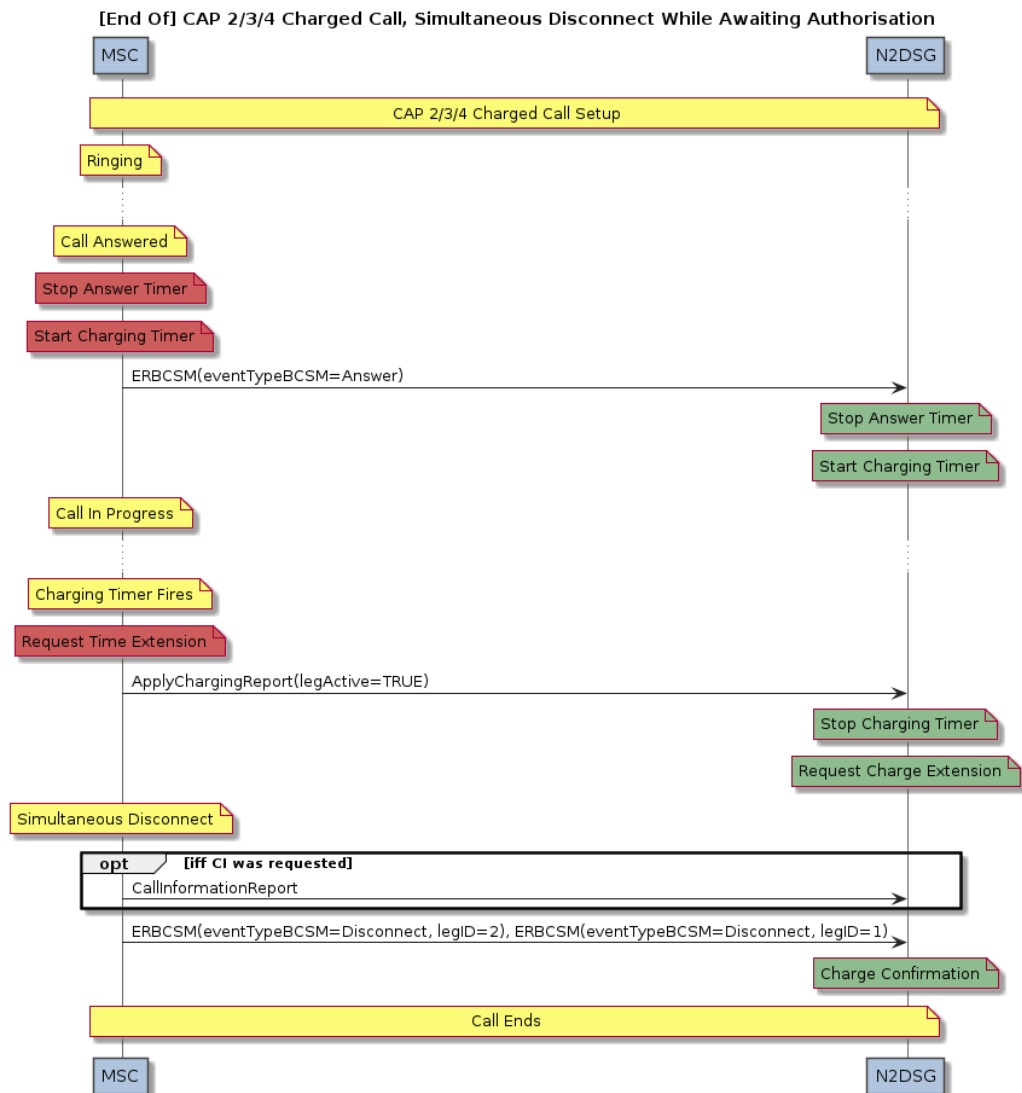 [End Of] CAP 2/3/4 Charged Call, Simultaneous Disconnect While Awaiting Authorisation
MSC
N2DSG
CAP 2/3/4 Charged Call Setup
Ringing
Call Answered
Stop Answer Timer
Start Charging Timer
ERBCSM(eventTypeBCSM=Answer)
Stop Answer Timer
Start Charging Timer
Call In Progress
Charging Timer Fires
Request Time Extension
ApplyChargingReport(legActive=TRUE)
Stop Charging Timer
Request Charge Extension
Simultaneous Disconnect
opt
[iff CI was requested]
CallInformationReport
ERBCSM(eventTypeBCSM=Disconnect, legID=2), ERBCSM(eventTypeBCSM=Disconnect, legID=1)
Charge Confirmation
Call Ends
MSC
N2DSG